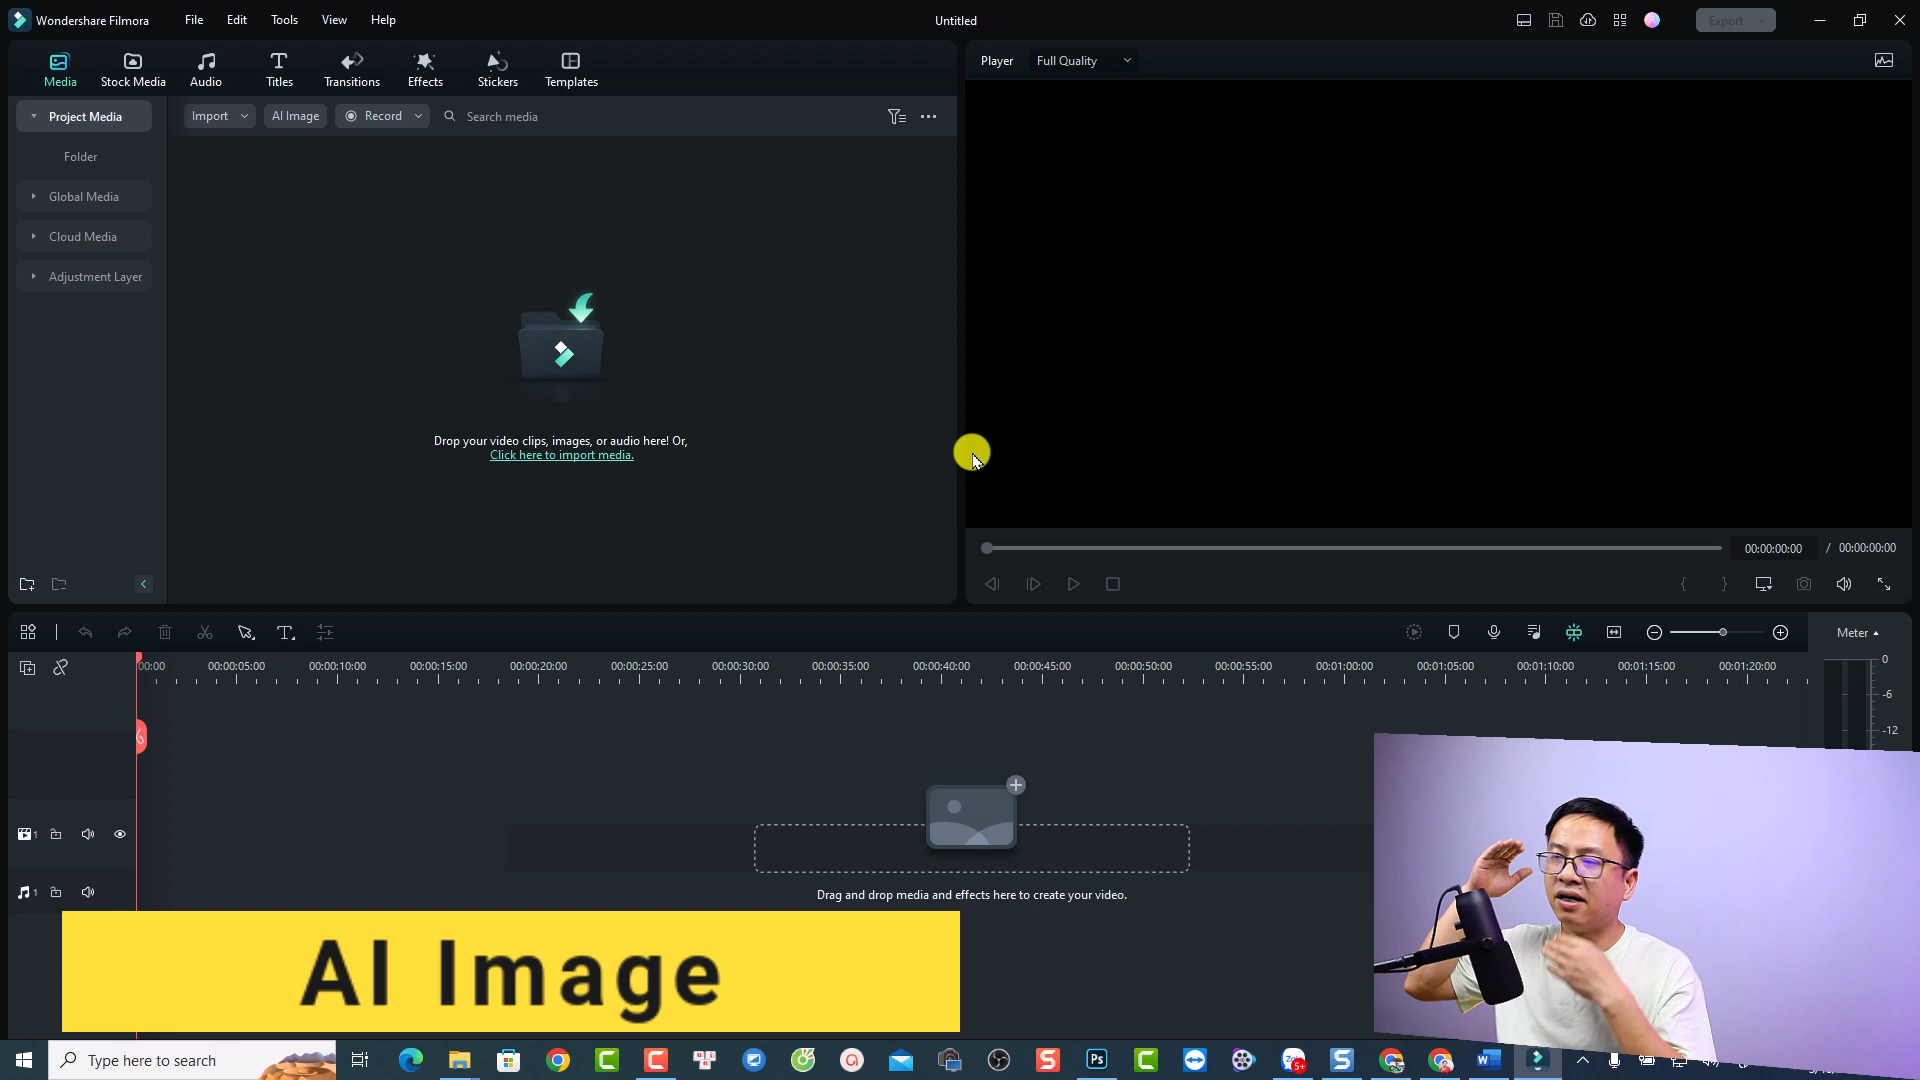 Wondershare Filmora
File
Edit
Tools
View
Help
Untitled
Export
Media
Stock Media
Audio
Titles
Transitions
Effects
Stickers
Templates
Player
Full Quality
Project Media
Folder
Global Media
Cloud Media
Adjustment Layer
Import
AI Image
Record
Search media
Drop your video clips, images, or audio here! Or,
Click here to import media.
00:00:00:00 / 00:00:00:00
Meter
00:00
00:00:05:00
00:00:10:00
00:00:15:00
00:00:20:00
00:00:25:00
00:00:30:00
00:00:35:00
00:00:40:00
00:00:45:00
00:00:50:00
00:00:55:00
00:01:00:00
00:01:05:00
00:01:10:00
00:01:15:00
00:01:20:00
0
-6
-12
1
1
Drag and drop media and effects here to create your video.
AI Image
Type here to search